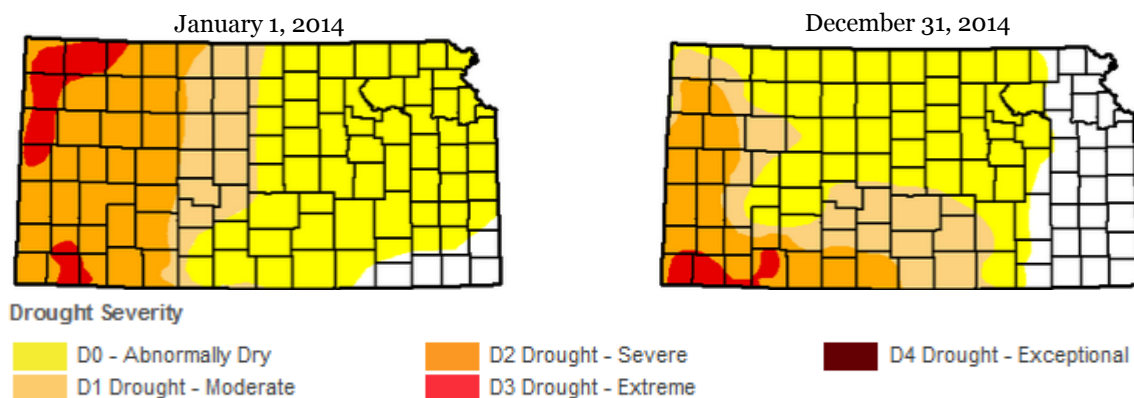 January 1, 2014
December 31, 2014
Drought Severity
D0 - Abnormally Dry
D2 Drought - Severe
D4 Drought - Exceptional
D1 Drought - Moderate
D3 Drought - Extreme